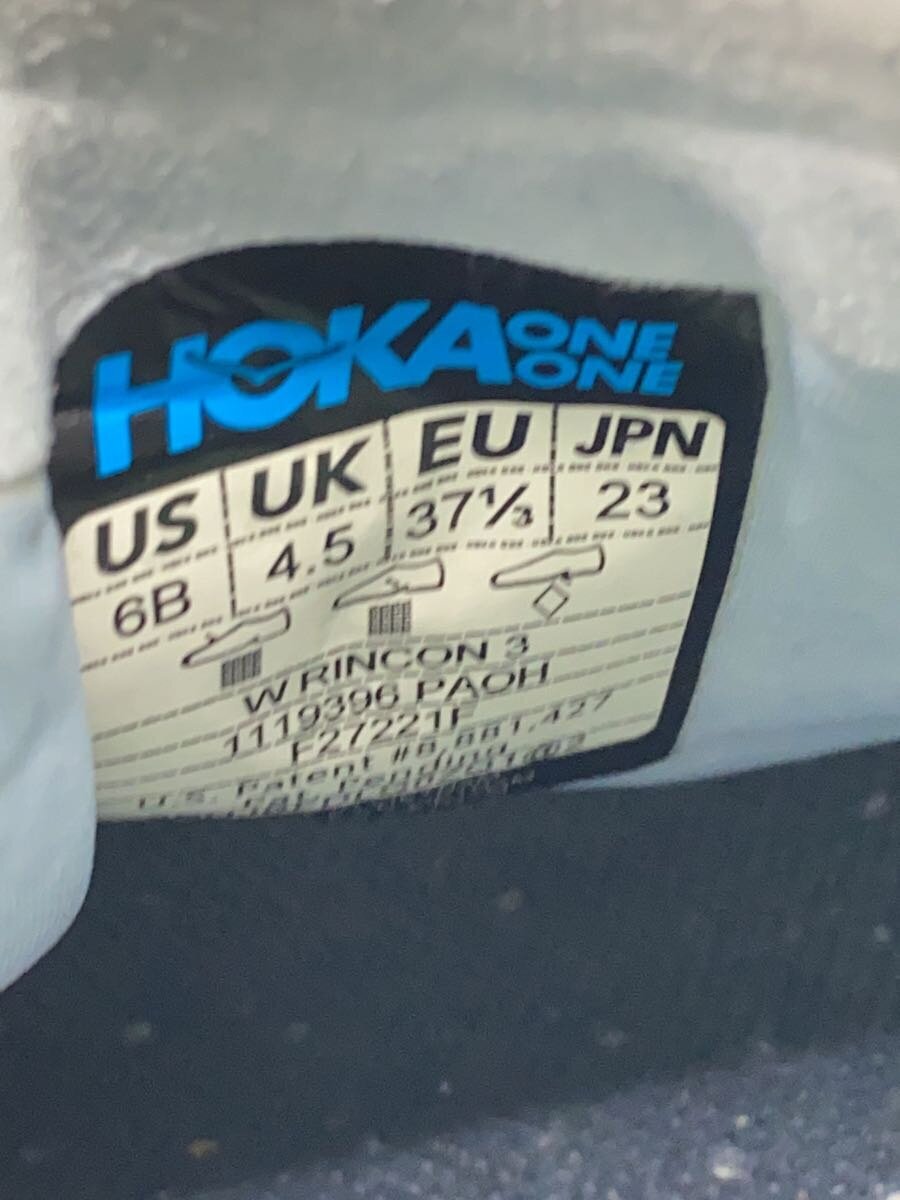 HOKA ONE ONE
US UK EU JPN
6B 4.5 37⅓ 23
W RINCON 3
1119396 PAOH
F27221F
U.S. Patent #8,881,427